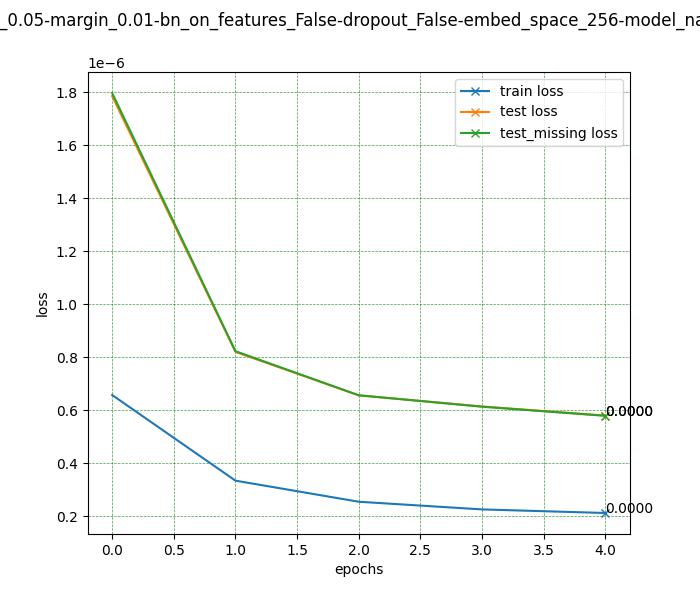 _0.05-margin_0.01-bn_on_features_False-dropout_False-embed_space_256-model_na
1e−6
1.8
1.6
1.4
1.2
1.0
0.8
0.6
0.4
0.2
loss
train loss
test loss
test_missing loss
0.0000
0.0000
0.0 0.5 1.0 1.5 2.0 2.5 3.0 3.5 4.0
epochs